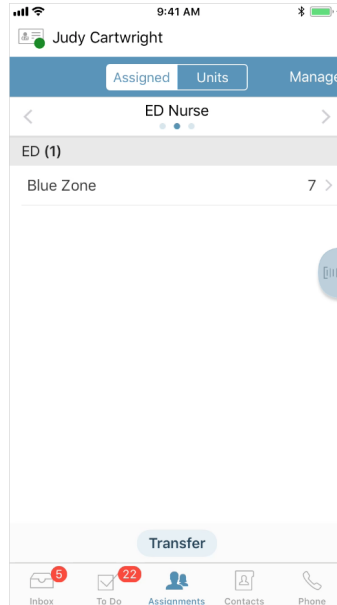 9:41 AM
Judy Cartwright
Assigned Units Manage
ED Nurse
ED (1)
Blue Zone 7
Transfer
5 22
Inbox To Do Assignments Contacts Phone